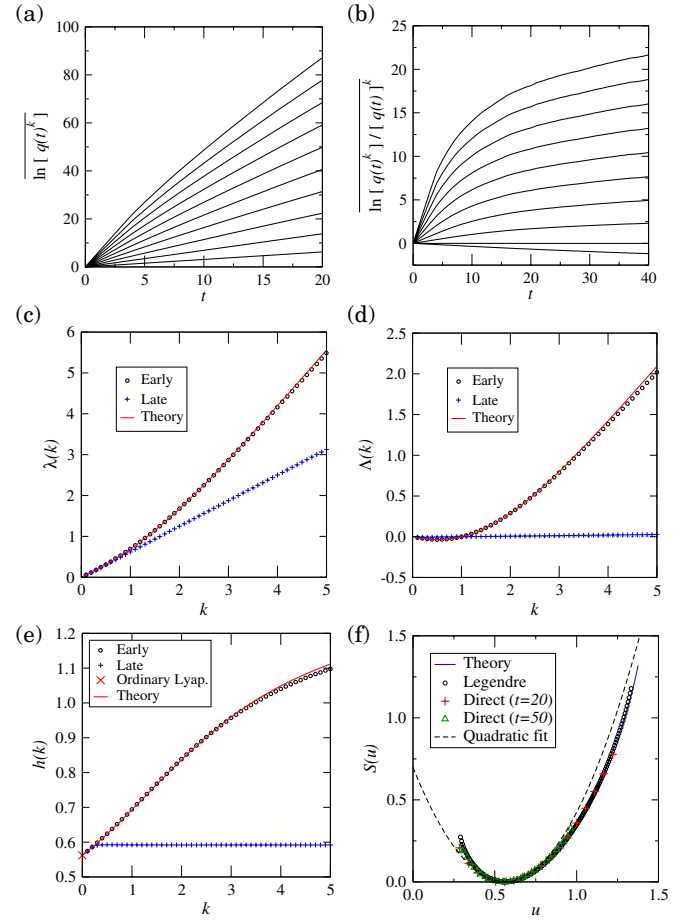 (a)
100
80
60
40
20
0
ln [ q(t)^k ]
0
5
10
15
20
t
(b)
25
20
15
10
5
0
ln [ q(t)^k ] / [ q(t) ]^k
0
10
20
30
40
t
(c)
6
5
4
3
2
1
0
λ(k)
Early
Late
Theory
0
1
2
3
4
5
k
(d)
2.0
1.5
1.0
0.5
0.0
-0.5
Λ(k)
Early
Late
Theory
0
1
2
3
4
5
k
(e)
1.2
1.1
1.0
0.9
0.8
0.7
0.6
0.5
h(k)
Early
Late
Ordinary Lyap.
Theory
0
1
2
3
4
5
k
(f)
1.5
1.0
0.5
0.0
S(u)
Theory
Legendre
Direct (t=20)
Direct (t=50)
Quadratic fit
0.0
0.5
1.0
1.5
u